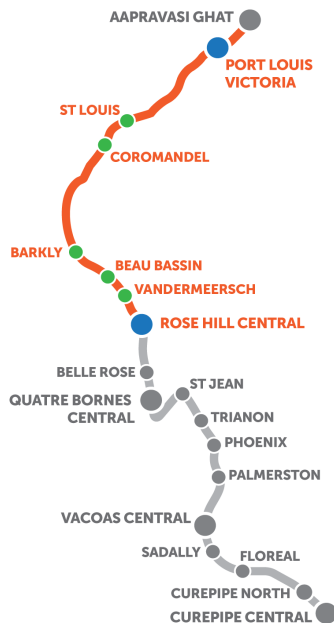 AAPRAVASI GHAT
PORT LOUIS
VICTORIA
ST LOUIS
COROMANDEL
BARKLY
BEAU BASSIN
VANDERMEERSCH
ROSE HILL CENTRAL
BELLE ROSE
ST JEAN
QUATRE BORNES
CENTRAL
TRIANON
PHOENIX
PALMERSTON
VACOAS CENTRAL
SADALLY
FLOREAL
CUREPIPE NORTH
CUREPIPE CENTRAL